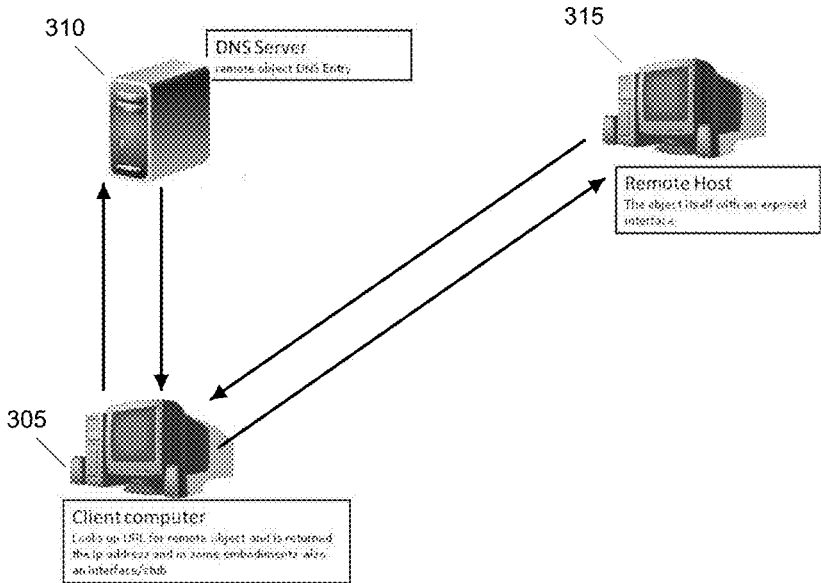 310
DNS Server
remote object DNS Entry
315
Remote Host
The object itself with an exposed
interface
305
Client computer
Looks up URL for remote object and is returned
the ip address and in some embodiments also
an interface/stub